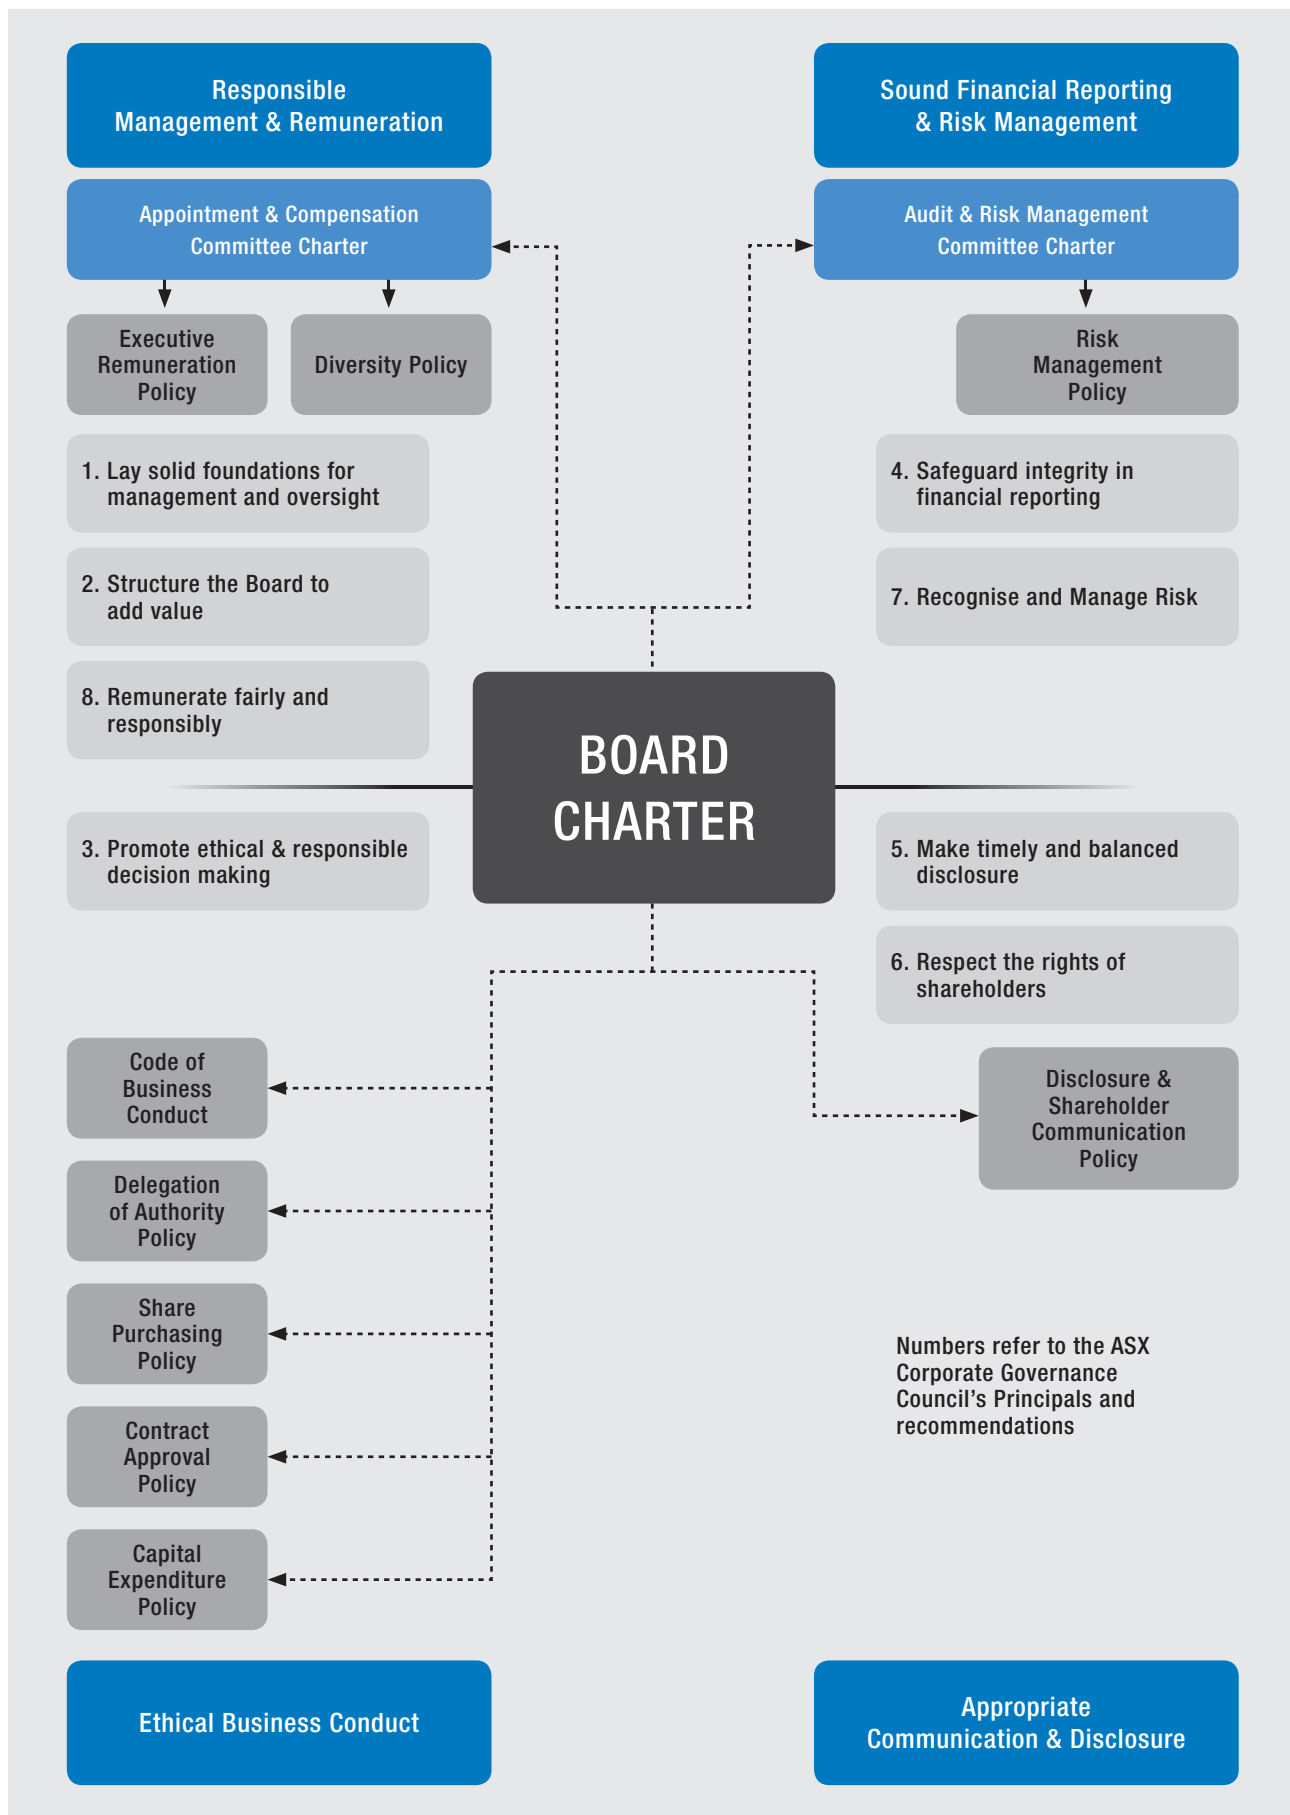 Responsible
Management & Remuneration
Appointment & Compensation
Committee Charter
Executive
Remuneration
Policy
Diversity Policy
1. Lay solid foundations for
management and oversight
2. Structure the Board to
add value
8. Remunerate fairly and
responsibly
Sound Financial Reporting
& Risk Management
Audit & Risk Management
Committee Charter
Risk
Management
Policy
4. Safeguard integrity in
financial reporting
7. Recognise and Manage Risk
BOARD
CHARTER
3. Promote ethical & responsible
decision making
Code of
Business
Conduct
Delegation
of Authority
Policy
Share
Purchasing
Policy
Contract
Approval
Policy
Capital
Expenditure
Policy
Ethical Business Conduct
5. Make timely and balanced
disclosure
6. Respect the rights of
shareholders
Disclosure &
Shareholder
Communication
Policy
Numbers refer to the ASX
Corporate Governance
Council's Principals and
recommendations
Appropriate
Communication & Disclosure